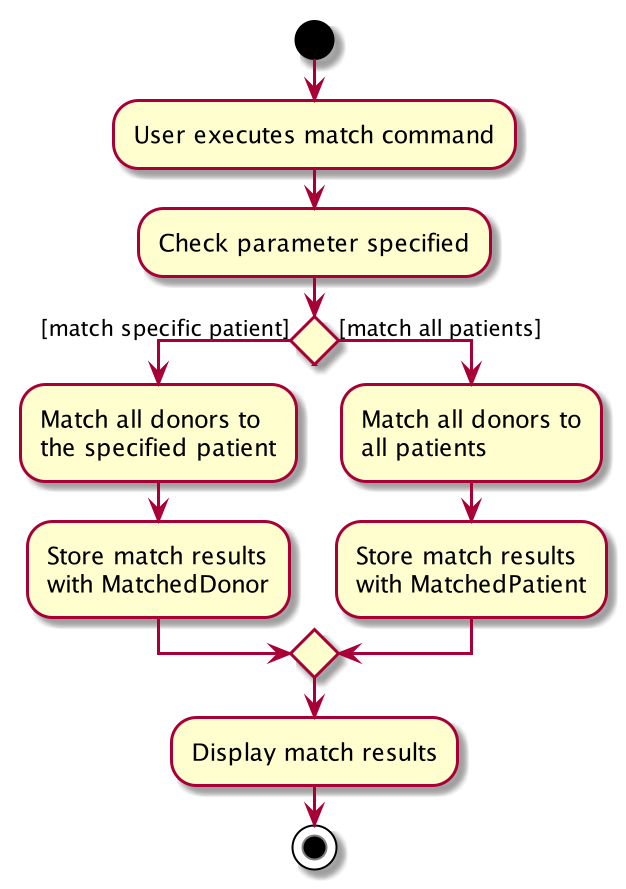 User executes match command
Check parameter specified
[match specific patient]
[match all patients]
Match all donors to
the specified patient
Match all donors to
all patients
Store match results
with MatchedDonor
Store match results
with MatchedPatient
Display match results